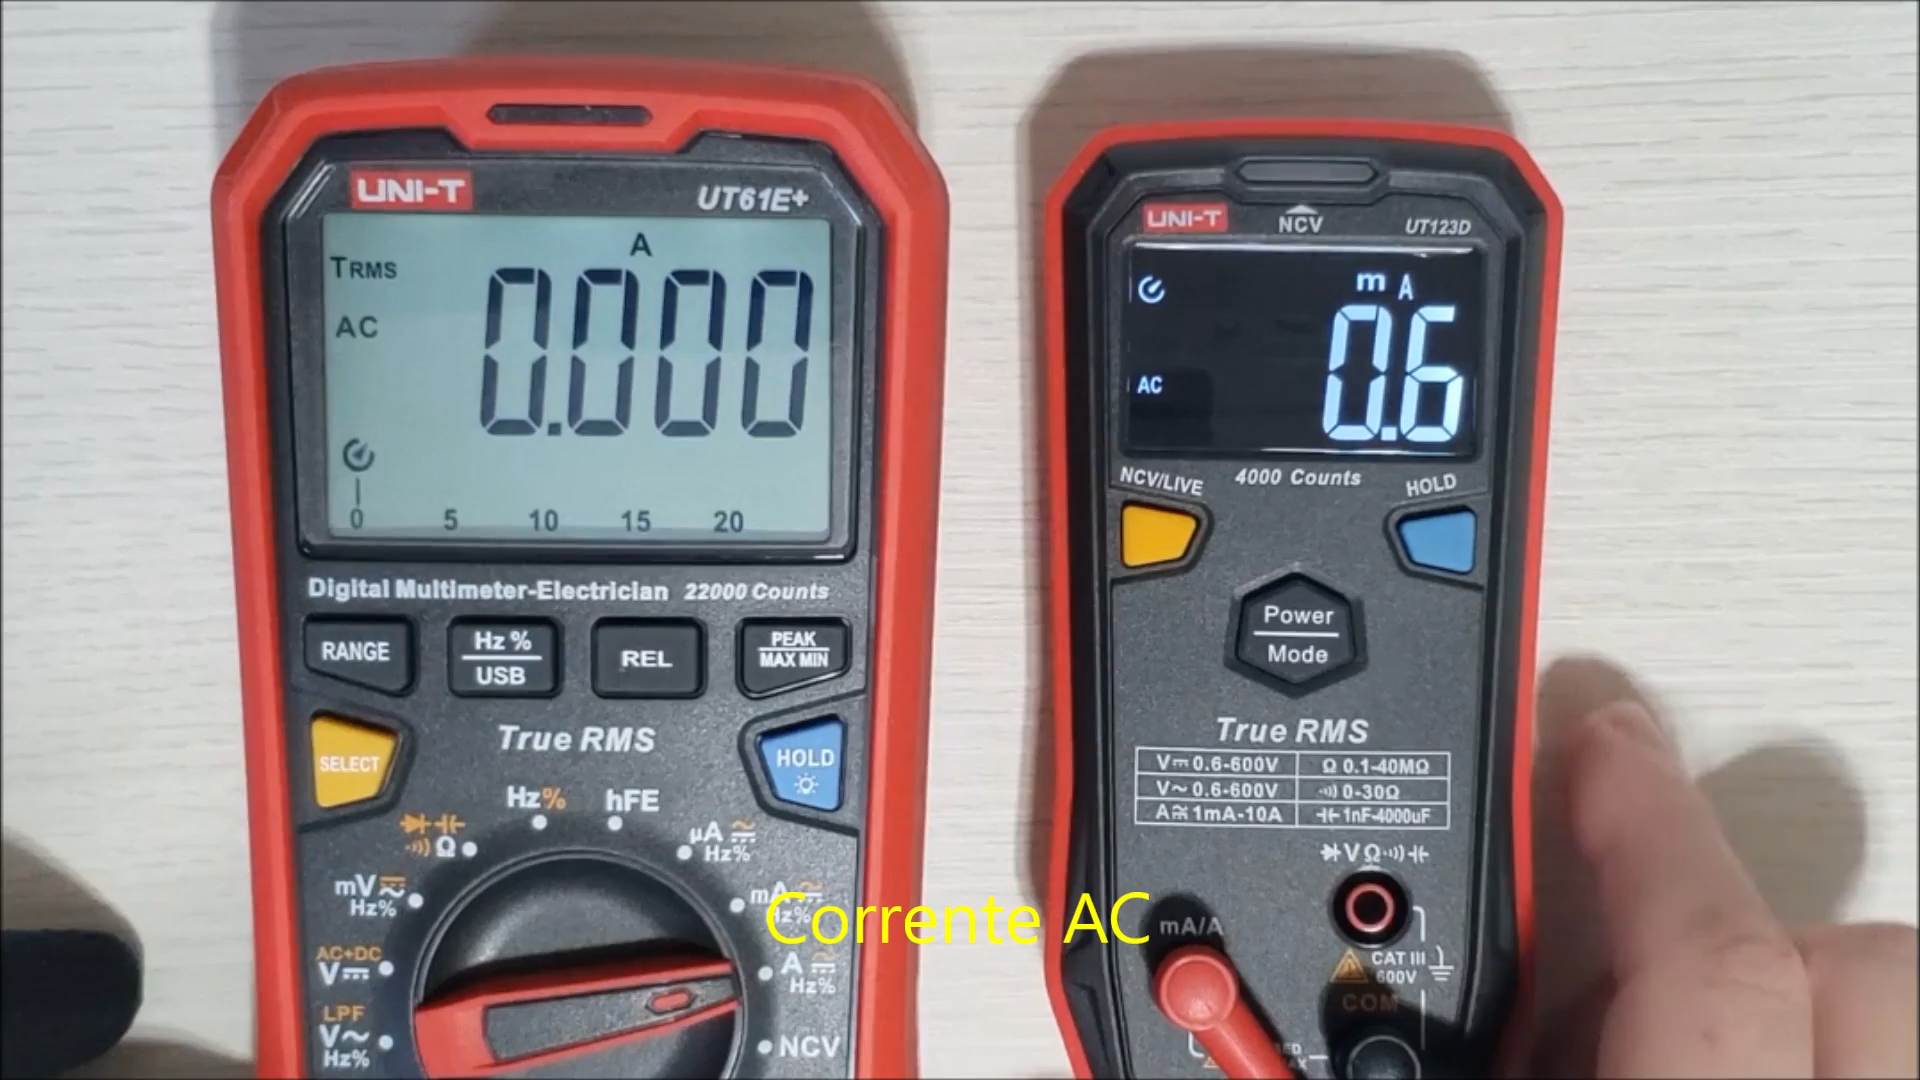 UNI-T
UT61E+
A
TRMS
AC
0.000
0 5 10 15 20
Digital Multimeter-Electrician 22000 Counts
RANGE
Hz %
USB
REL
PEAK
MAX MIN
SELECT
True RMS
HOLD
Hz% hFE
Ω
µA
Hz%
mV
Hz%
mA
Hz%
AC+DC
V
A
Hz%
LPF
V~
Hz%
NCV
UNI-T
NCV
UT123D
m A
AC
0.6
NCV/LIVE
4000 Counts
HOLD
Power
Mode
True RMS
V⎓0.6-600V Ω 0.1-40MΩ
V~0.6-600V 0-30Ω
A 1mA-10A 1nF-4000uF
V Ω
mA/A
CAT III
600V
COM
Corrente AC